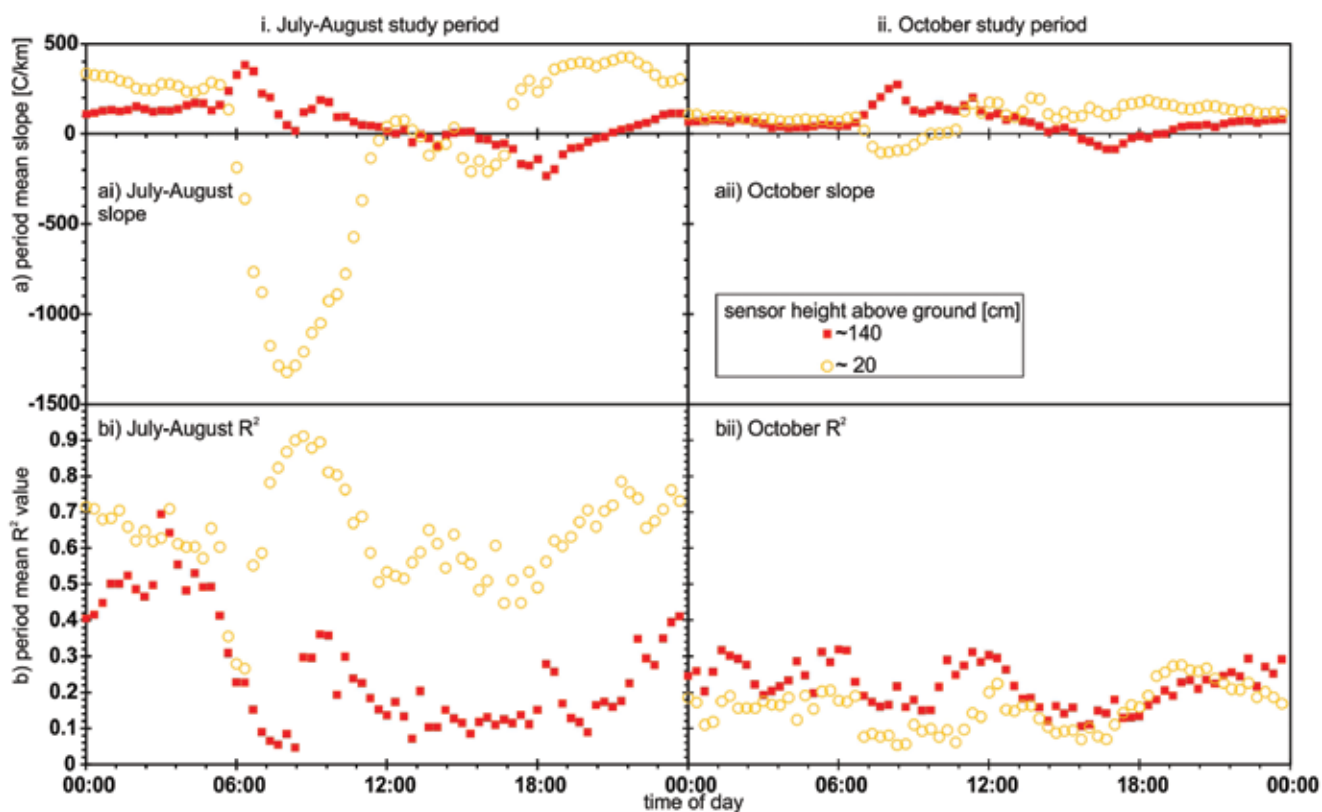 i. July-August study period
ii. October study period
a) period mean slope [C/km]
500
0
-500
-1000
-1500
ai) July-August
slope
aii) October slope
sensor height above ground [cm]
~140
~ 20
b) period mean R² value
0.9
0.8
0.7
0.6
0.5
0.4
0.3
0.2
0.1
0
bi) July-August R²
bii) October R²
00:00 06:00 12:00 18:00 00:00 06:00 12:00 18:00 00:00
time of day